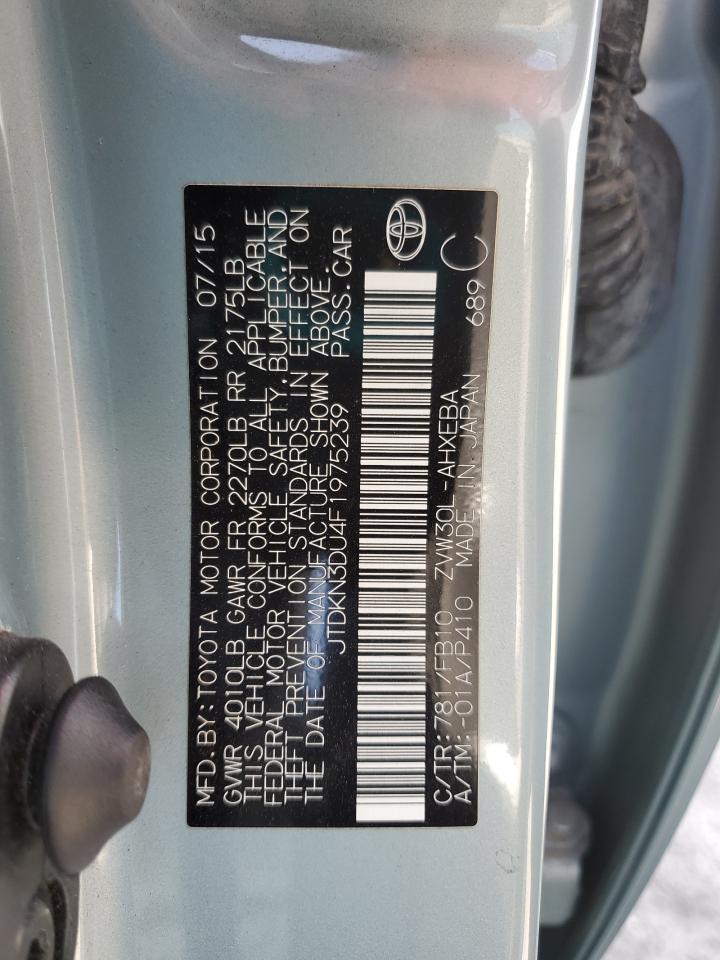 MFD.BY:TOYOTA MOTOR CORPORATION 07/15
GVWR 4010LB GAWR FR 2270LB RR 2175LB
THIS VEHICLE CONFORMS TO ALL APPLICABLE
FEDERAL MOTOR VEHICLE SAFETY,BUMPER,AND
THEFT PREVENTION STANDARDS IN EFFECT ON
THE DATE OF MANUFACTURE SHOWN ABOVE.
JTDKN3DU4F1975239 PASS.CAR
C/TR:781/FB10 ZVW30L-AHXEBA
A/TM:-01A/P410 MADE IN JAPAN 689 C